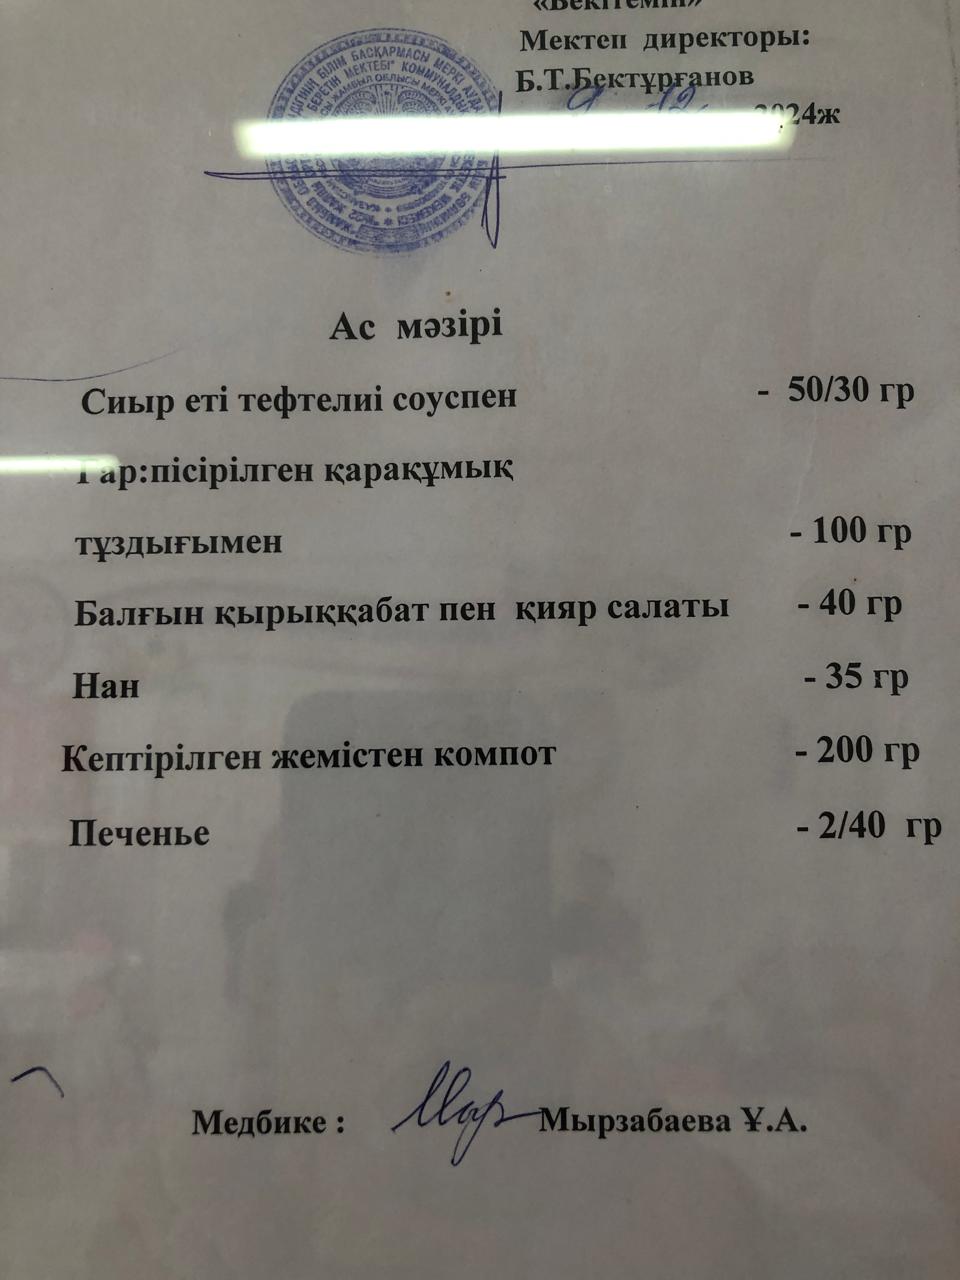 «Бекітемін»
Мектеп директоры:
Б.Т.Бектұрғанов
2024ж
Ас мәзірі
Сиыр еті тефтелиі соуспен - 50/30 гр
Гар:пісірілген қарақұмық
тұздығымен - 100 гр
Балғын қырыққабат пен қияр салаты - 40 гр
Нан - 35 гр
Кептірілген жемістен компот - 200 гр
Печенье - 2/40 гр
Медбике : Мырзабаева Ұ.А.